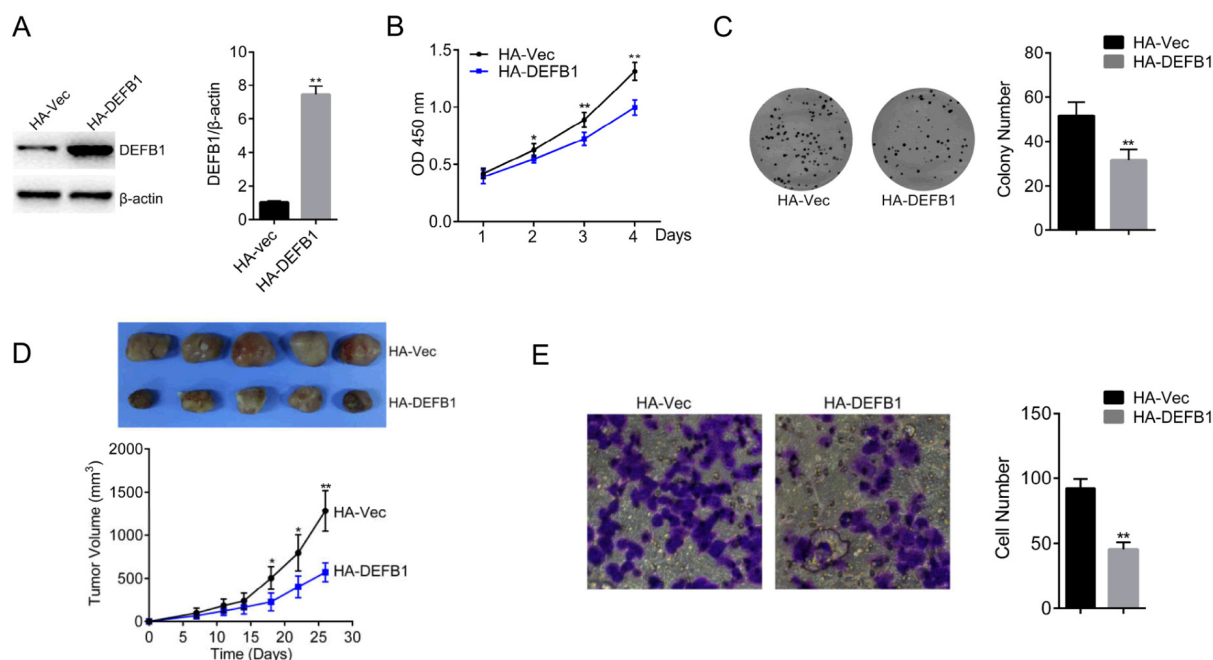 A
HA-Vec
HA-DEFB1
DEFB1
β-actin
DEFB1/β-actin
10
8
6
4
2
0
**
HA-vec
HA-DEFB1
B
HA-Vec
HA-DEFB1
OD 450 nm
1.5
1.0
0.5
0.0
*
**
**
1 2 3 4 Days
C
HA-Vec
HA-DEFB1
HA-Vec
HA-DEFB1
Colony Number
80
60
40
20
0
**
D
HA-Vec
HA-DEFB1
Tumor Volume (mm³)
2000
1500
1000
500
0
*
*
**
HA-Vec
HA-DEFB1
0 5 10 15 20 25 30
Time (Days)
E
HA-Vec
HA-DEFB1
HA-Vec
HA-DEFB1
Cell Number
150
100
50
0
**